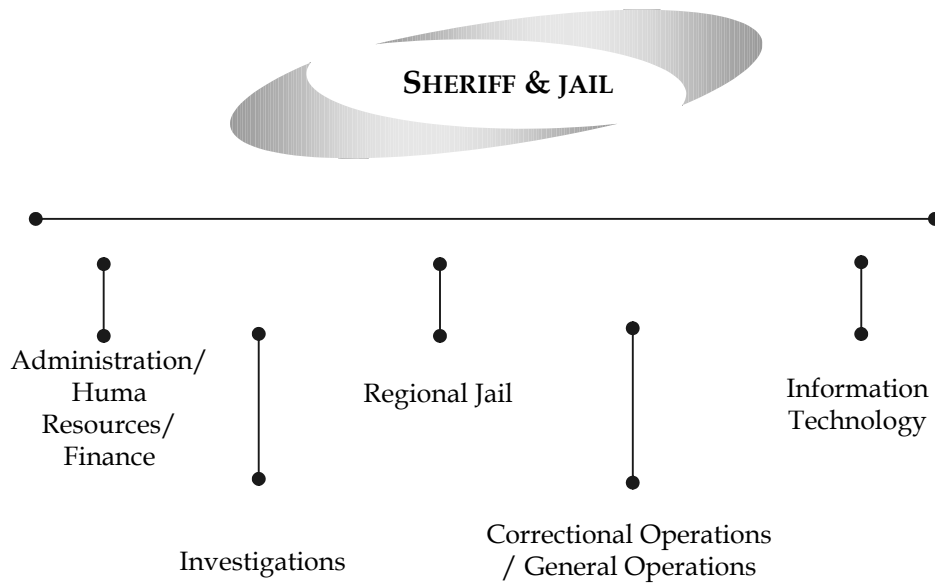 SHERIFF & JAIL
Administration/
Huma
Resources/
Finance
Regional Jail
Information
Technology
Investigations
Correctional Operations
/ General Operations